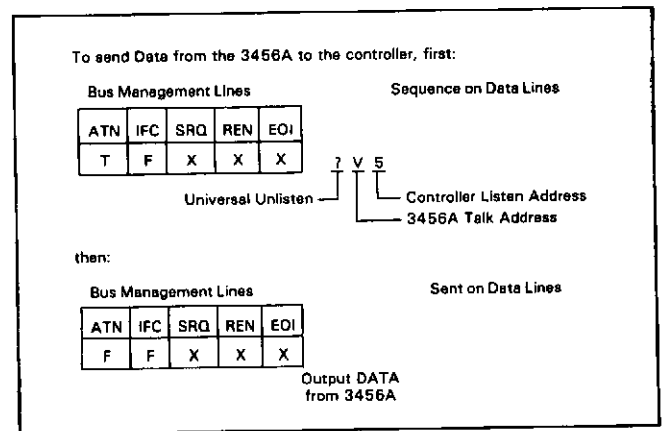 To send Data from the 3456A to the controller, first:
Bus Management Lines
Sequence on Data Lines
ATN IFC SRQ REN EOI
T F X X X
? V 5
Universal Unlisten
Controller Listen Address
3456A Talk Address
then:
Bus Management Lines
Sent on Data Lines
ATN IFC SRQ REN EOI
F F X X X
Output DATA
from 3456A